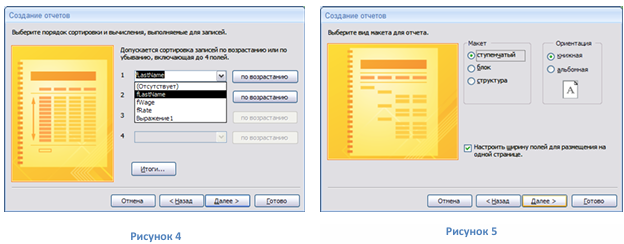 Создание отчетов
Выберите порядок сортировки и вычисления, выполняемые для записей.
Допускается сортировка записей по возрастанию или по
убыванию, включающая до 4 полей.
1 fLastName по возрастанию
(Отсутствует)
2 fLastName по возрастанию
fWage
fRate
3 по возрастанию
Выражение1
4 по возрастанию
Итоги...
Отмена < Назад Далее > Готово
Рисунок 4
Создание отчетов
Выберите вид макета для отчета.
Макет
ступенчатый
блок
структура
Ориентация
книжная
альбомная
A
Настроить ширину полей для размещения на
одной странице.
Отмена < Назад Далее > Готово
Рисунок 5